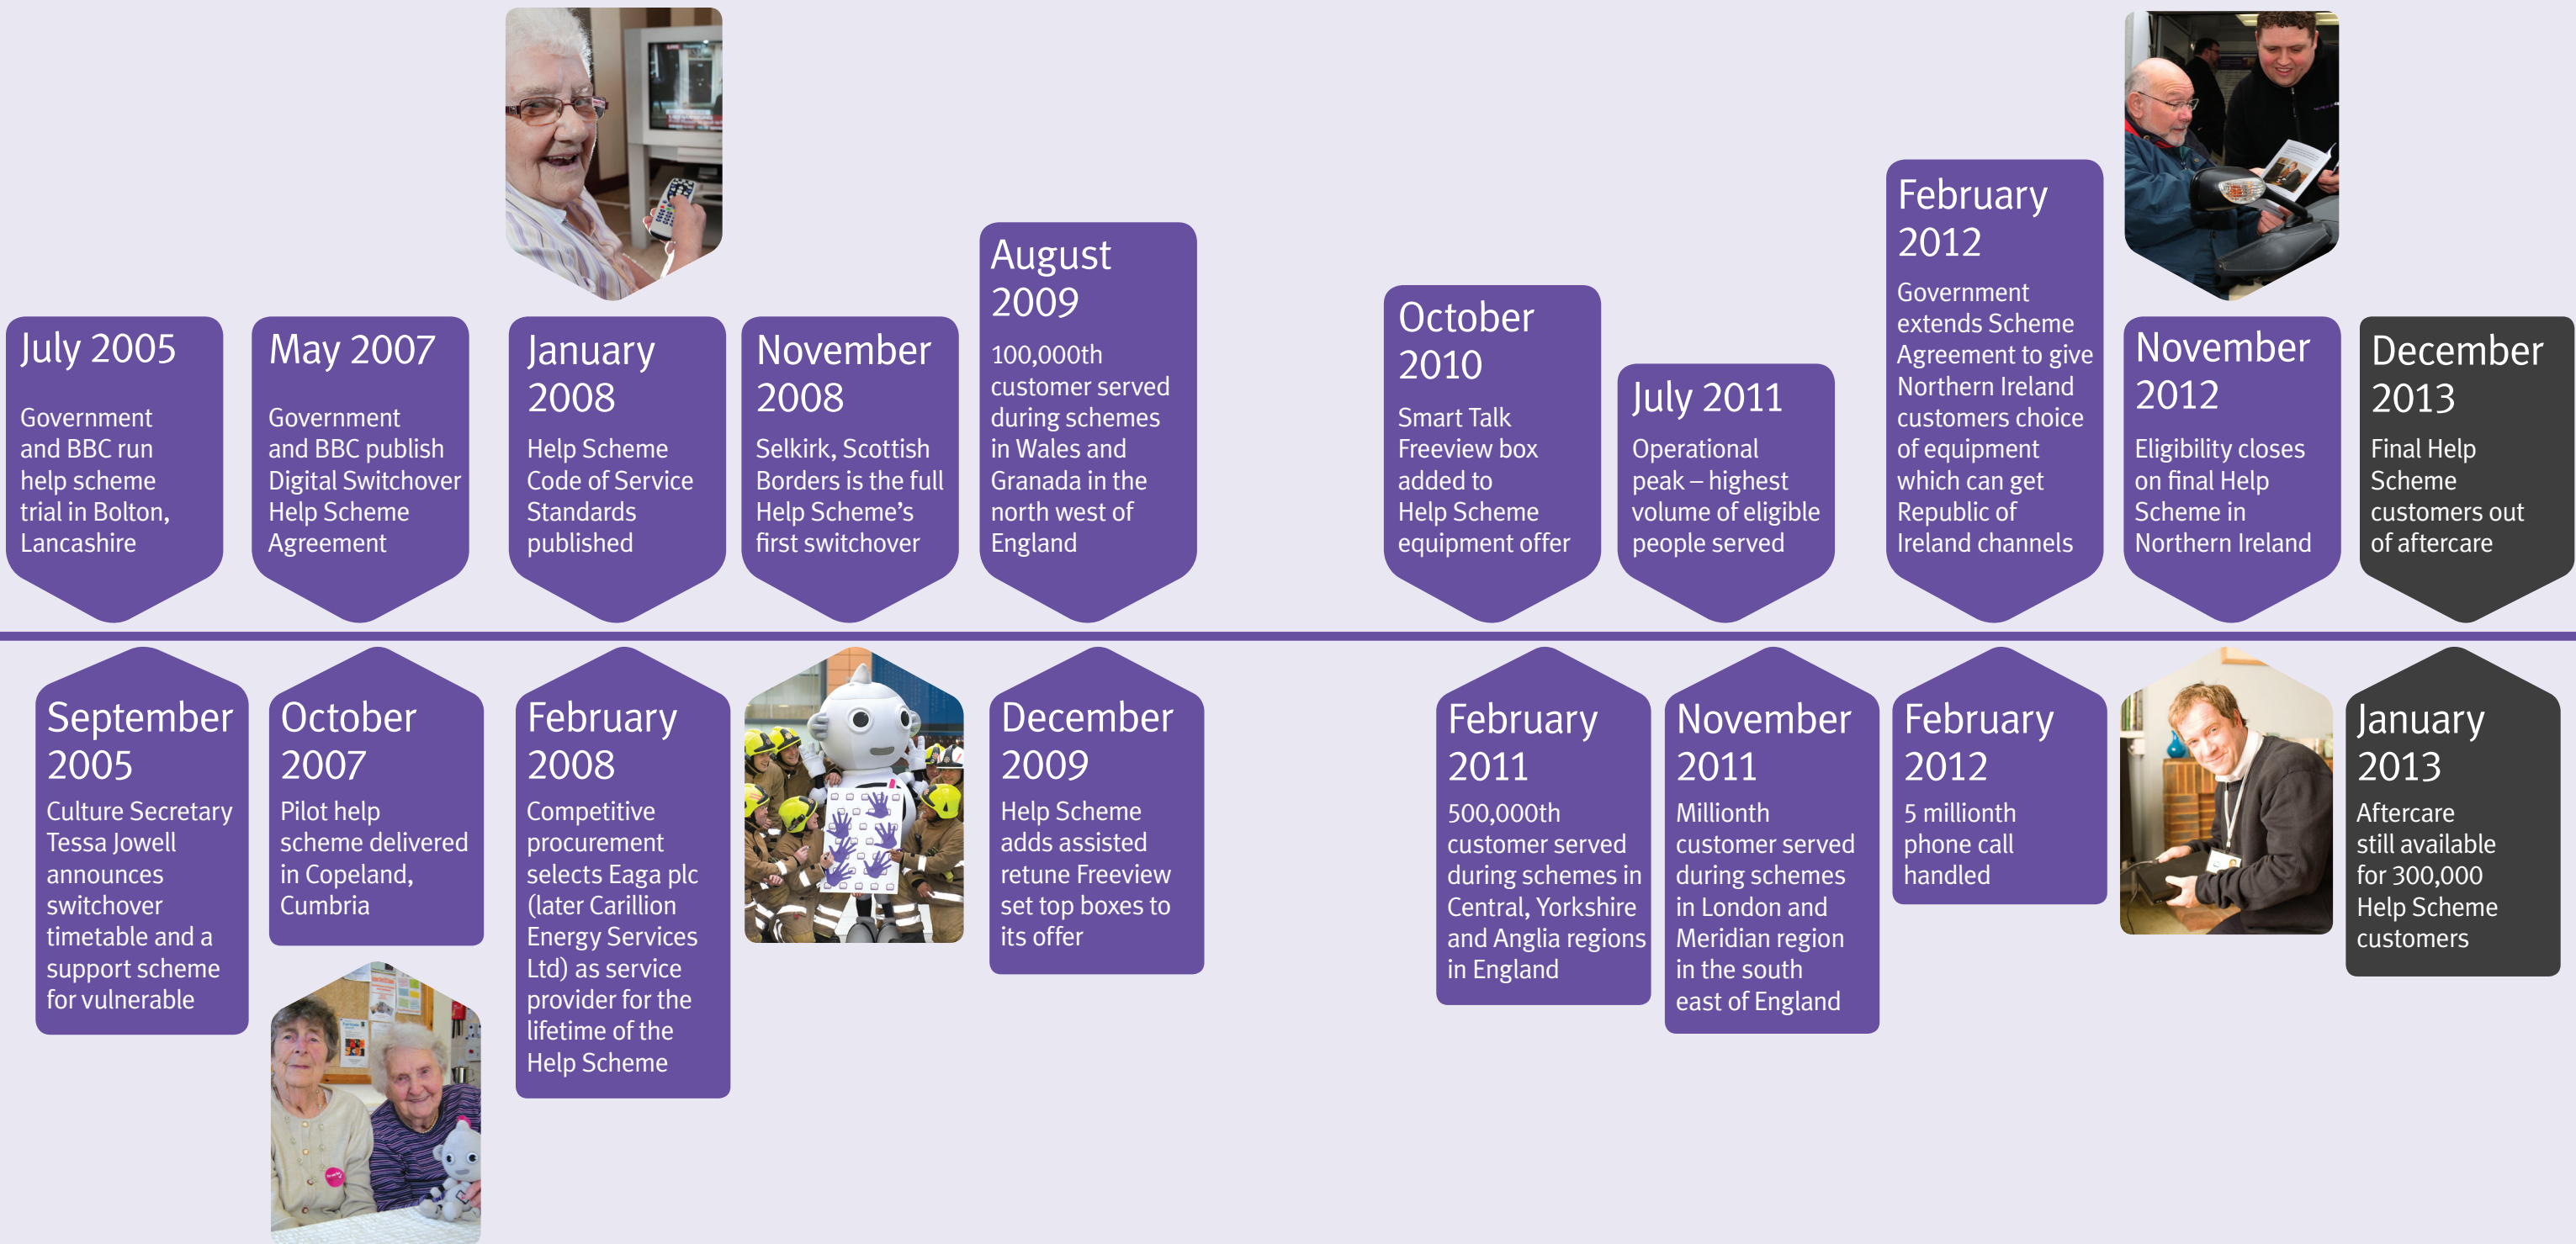 July 2005
Government
and BBC run
help scheme
trial in Bolton,
Lancashire
May 2007
Government
and BBC publish
Digital Switchover
Help Scheme
Agreement
January
2008
Help Scheme
Code of Service
Standards
published
November
2008
Selkirk, Scottish
Borders is the full
Help Scheme’s
first switchover
August
2009
100,000th
customer served
during schemes
in Wales and
Granada in the
north west of
England
October
2010
Smart Talk
Freeview box
added to
Help Scheme
equipment offer
July 2011
Operational
peak – highest
volume of eligible
people served
February
2012
Government
extends Scheme
Agreement to give
Northern Ireland
customers choice
of equipment
which can get
Republic of
Ireland channels
November
2012
Eligibility closes
on final Help
Scheme in
Northern Ireland
December
2013
Final Help
Scheme
customers out
of aftercare
September
2005
Culture Secretary
Tessa Jowell
announces
switchover
timetable and a
support scheme
for vulnerable
October
2007
Pilot help
scheme delivered
in Copeland,
Cumbria
February
2008
Competitive
procurement
selects Eaga plc
(later Carillion
Energy Services
Ltd) as service
provider for the
lifetime of the
Help Scheme
December
2009
Help Scheme
adds assisted
retune Freeview
set top boxes to
its offer
February
2011
500,000th
customer served
during schemes in
Central, Yorkshire
and Anglia regions
in England
November
2011
Millionth
customer served
during schemes
in London and
Meridian region
in the south
east of England
February
2012
5 millionth
phone call
handled
January
2013
Aftercare
still available
for 300,000
Help Scheme
customers